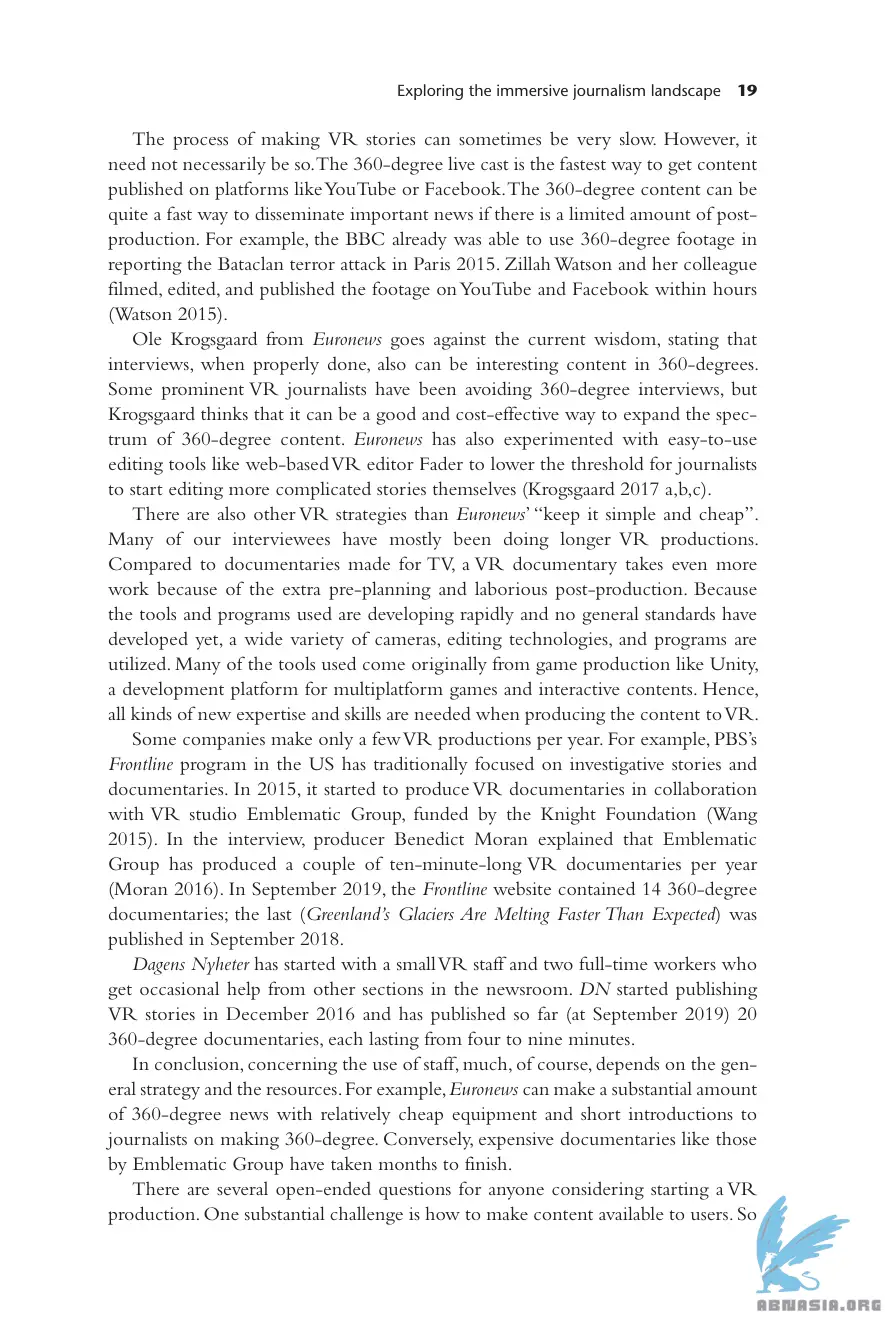 Exploring the immersive journalism landscape 19
The process of making VR stories can sometimes be very slow. However, it
need not necessarily be so. The 360-degree live cast is the fastest way to get content
published on platforms like YouTube or Facebook. The 360-degree content can be
quite a fast way to disseminate important news if there is a limited amount of post-
production. For example, the BBC already was able to use 360-degree footage in
reporting the Bataclan terror attack in Paris 2015. Zillah Watson and her colleague
filmed, edited, and published the footage on YouTube and Facebook within hours
(Watson 2015).
Ole Krogsgaard from Euronews goes against the current wisdom, stating that
interviews, when properly done, also can be interesting content in 360-degrees.
Some prominent VR journalists have been avoiding 360-degree interviews, but
Krogsgaard thinks that it can be a good and cost-effective way to expand the spec-
trum of 360-degree content. Euronews has also experimented with easy-to-use
editing tools like web-based VR editor Fader to lower the threshold for journalists
to start editing more complicated stories themselves (Krogsgaard 2017 a,b,c).
There are also other VR strategies than Euronews' “keep it simple and cheap”.
Many of our interviewees have mostly been doing longer VR productions.
Compared to documentaries made for TV, a VR documentary takes even more
work because of the extra pre-planning and laborious post-production. Because
the tools and programs used are developing rapidly and no general standards have
developed yet, a wide variety of cameras, editing technologies, and programs are
utilized. Many of the tools used come originally from game production like Unity,
a development platform for multiplatform games and interactive contents. Hence,
all kinds of new expertise and skills are needed when producing the content to VR.
Some companies make only a few VR productions per year. For example, PBS's
Frontline program in the US has traditionally focused on investigative stories and
documentaries. In 2015, it started to produce VR documentaries in collaboration
with VR studio Emblematic Group, funded by the Knight Foundation (Wang
2015). In the interview, producer Benedict Moran explained that Emblematic
Group has produced a couple of ten-minute-long VR documentaries per year
(Moran 2016). In September 2019, the Frontline website contained 14 360-degree
documentaries; the last (Greenland's Glaciers Are Melting Faster Than Expected) was
published in September 2018.
Dagens Nyheter has started with a small VR staff and two full-time workers who
get occasional help from other sections in the newsroom. DN started publishing
VR stories in December 2016 and has published so far (at September 2019) 20
360-degree documentaries, each lasting from four to nine minutes.
In conclusion, concerning the use of staff, much, of course, depends on the gen-
eral strategy and the resources. For example, Euronews can make a substantial amount
of 360-degree news with relatively cheap equipment and short introductions to
journalists on making 360-degree. Conversely, expensive documentaries like those
by Emblematic Group have taken months to finish.
There are several open-ended questions for anyone considering starting a VR
production. One substantial challenge is how to make content available to users. So
ABNASIA.ORG